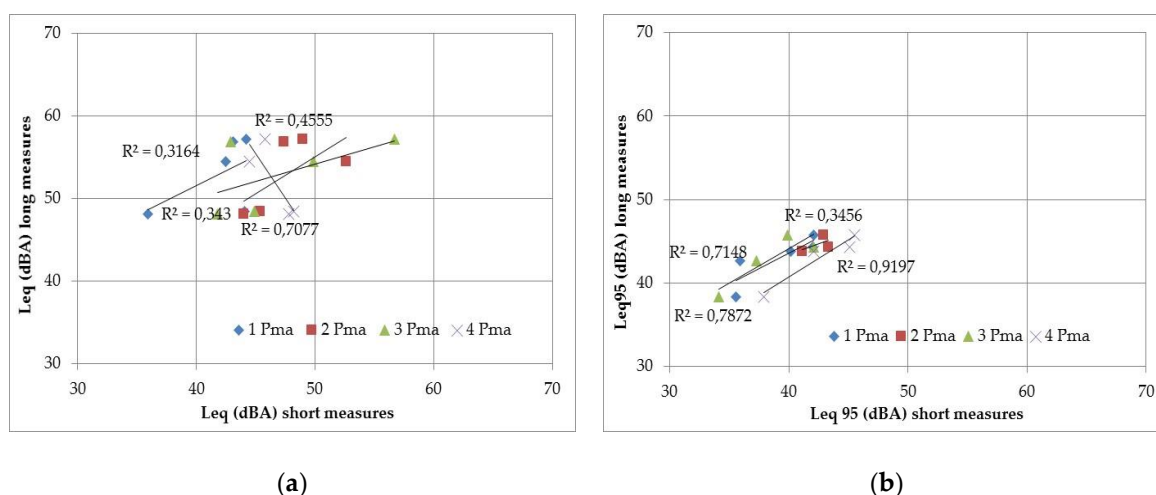 70
60
50
40
30
30
40
50
60
70
Leq (dBA) long measures
Leq (dBA) short measures
R² = 0,4555
R² = 0,3164
R² = 0,343
R² = 0,7077
1 Pma 2 Pma 3 Pma 4 Pma
(a)
70
60
50
40
30
30
40
50
60
70
Leq95 (dBA) long measures
Leq 95 (dBA) short measures
R² = 0,3456
R² = 0,7148
R² = 0,9197
R² = 0,7872
1 Pma 2 Pma 3 Pma 4 Pma
(b)